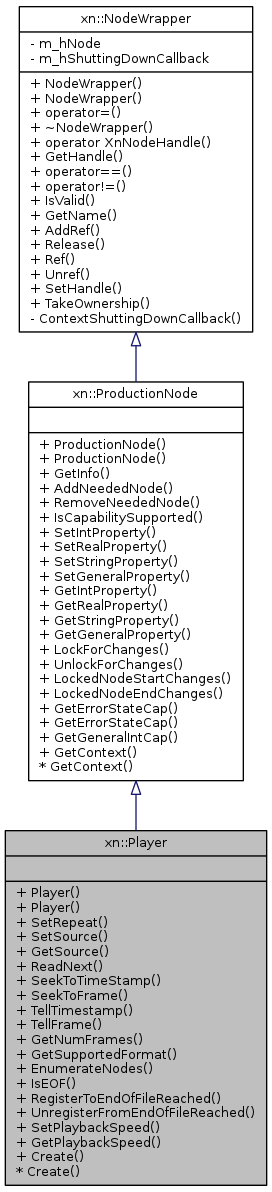 xn::NodeWrapper
- m_hNode
- m_hShuttingDownCallback
+ NodeWrapper()
+ NodeWrapper()
+ operator=()
+ ~NodeWrapper()
+ operator XnNodeHandle()
+ GetHandle()
+ operator==()
+ operator!=()
+ IsValid()
+ GetName()
+ AddRef()
+ Release()
+ Ref()
+ Unref()
+ SetHandle()
+ TakeOwnership()
- ContextShuttingDownCallback()
xn::ProductionNode
+ ProductionNode()
+ ProductionNode()
+ GetInfo()
+ AddNeededNode()
+ RemoveNeededNode()
+ IsCapabilitySupported()
+ SetIntProperty()
+ SetRealProperty()
+ SetStringProperty()
+ SetGeneralProperty()
+ GetIntProperty()
+ GetRealProperty()
+ GetStringProperty()
+ GetGeneralProperty()
+ LockForChanges()
+ UnlockForChanges()
+ LockedNodeStartChanges()
+ LockedNodeEndChanges()
+ GetErrorStateCap()
+ GetErrorStateCap()
+ GetGeneralIntCap()
+ GetContext()
* GetContext()
xn::Player
+ Player()
+ Player()
+ SetRepeat()
+ SetSource()
+ GetSource()
+ ReadNext()
+ SeekToTimeStamp()
+ SeekToFrame()
+ TellTimestamp()
+ TellFrame()
+ GetNumFrames()
+ GetSupportedFormat()
+ EnumerateNodes()
+ IsEOF()
+ RegisterToEndOfFileReached()
+ UnregisterFromEndOfFileReached()
+ SetPlaybackSpeed()
+ GetPlaybackSpeed()
+ Create()
* Create()